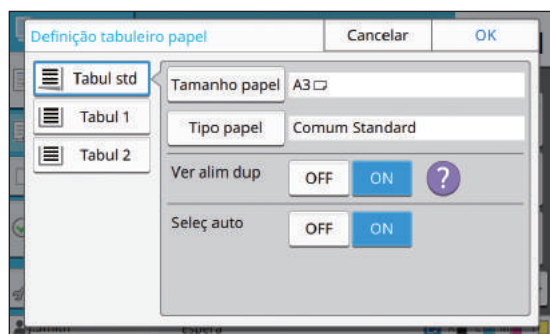 Definição tabuleiro papel
Cancelar
OK
Tabul std
Tamanho papel
A3
Tabul 1
Tipo papel
Comum Standard
Tabul 2
Ver alim dup
OFF
ON
?
Seleç auto
OFF
ON